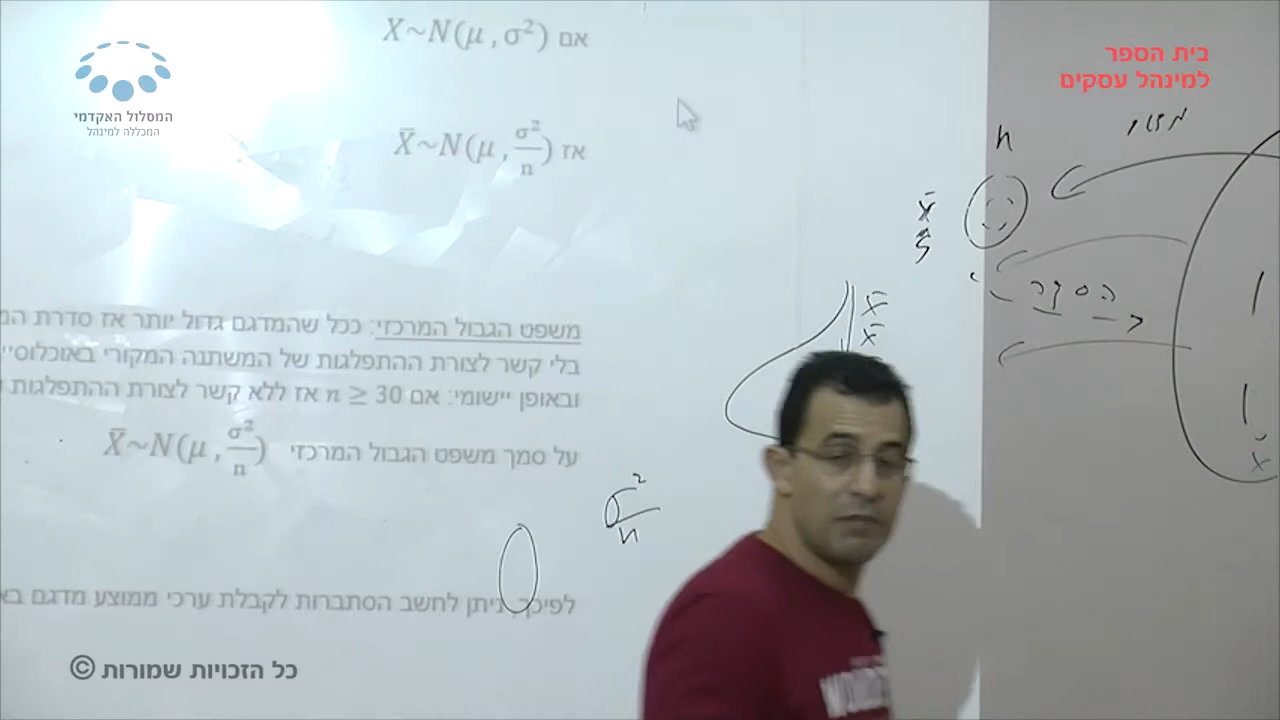 בית הספר
למינהל עסקים
המסלול האקדמי
המכללה למינהל
אם X~N(μ, σ²)
אז X̄~N(μ, σ²/n)
משפט הגבול המרכזי: ככל שהמדגם גדול יותר אז סדרת
בלי קשר לצורת ההתפלגות של המשתנה המקורי
ובאופן יישומי: אם n ≥ 30 אז ללא קשר לצורת ההתפלגות
על סמך משפט הגבול המרכזי X̄~N(μ, σ²/n)
לפיכך, ניתן לחשב הסתברות לקבלת ערכי ממוצע מדגם
n
X̄
S
X̄
X̄
σ²/n
כל הזכויות שמורות ©